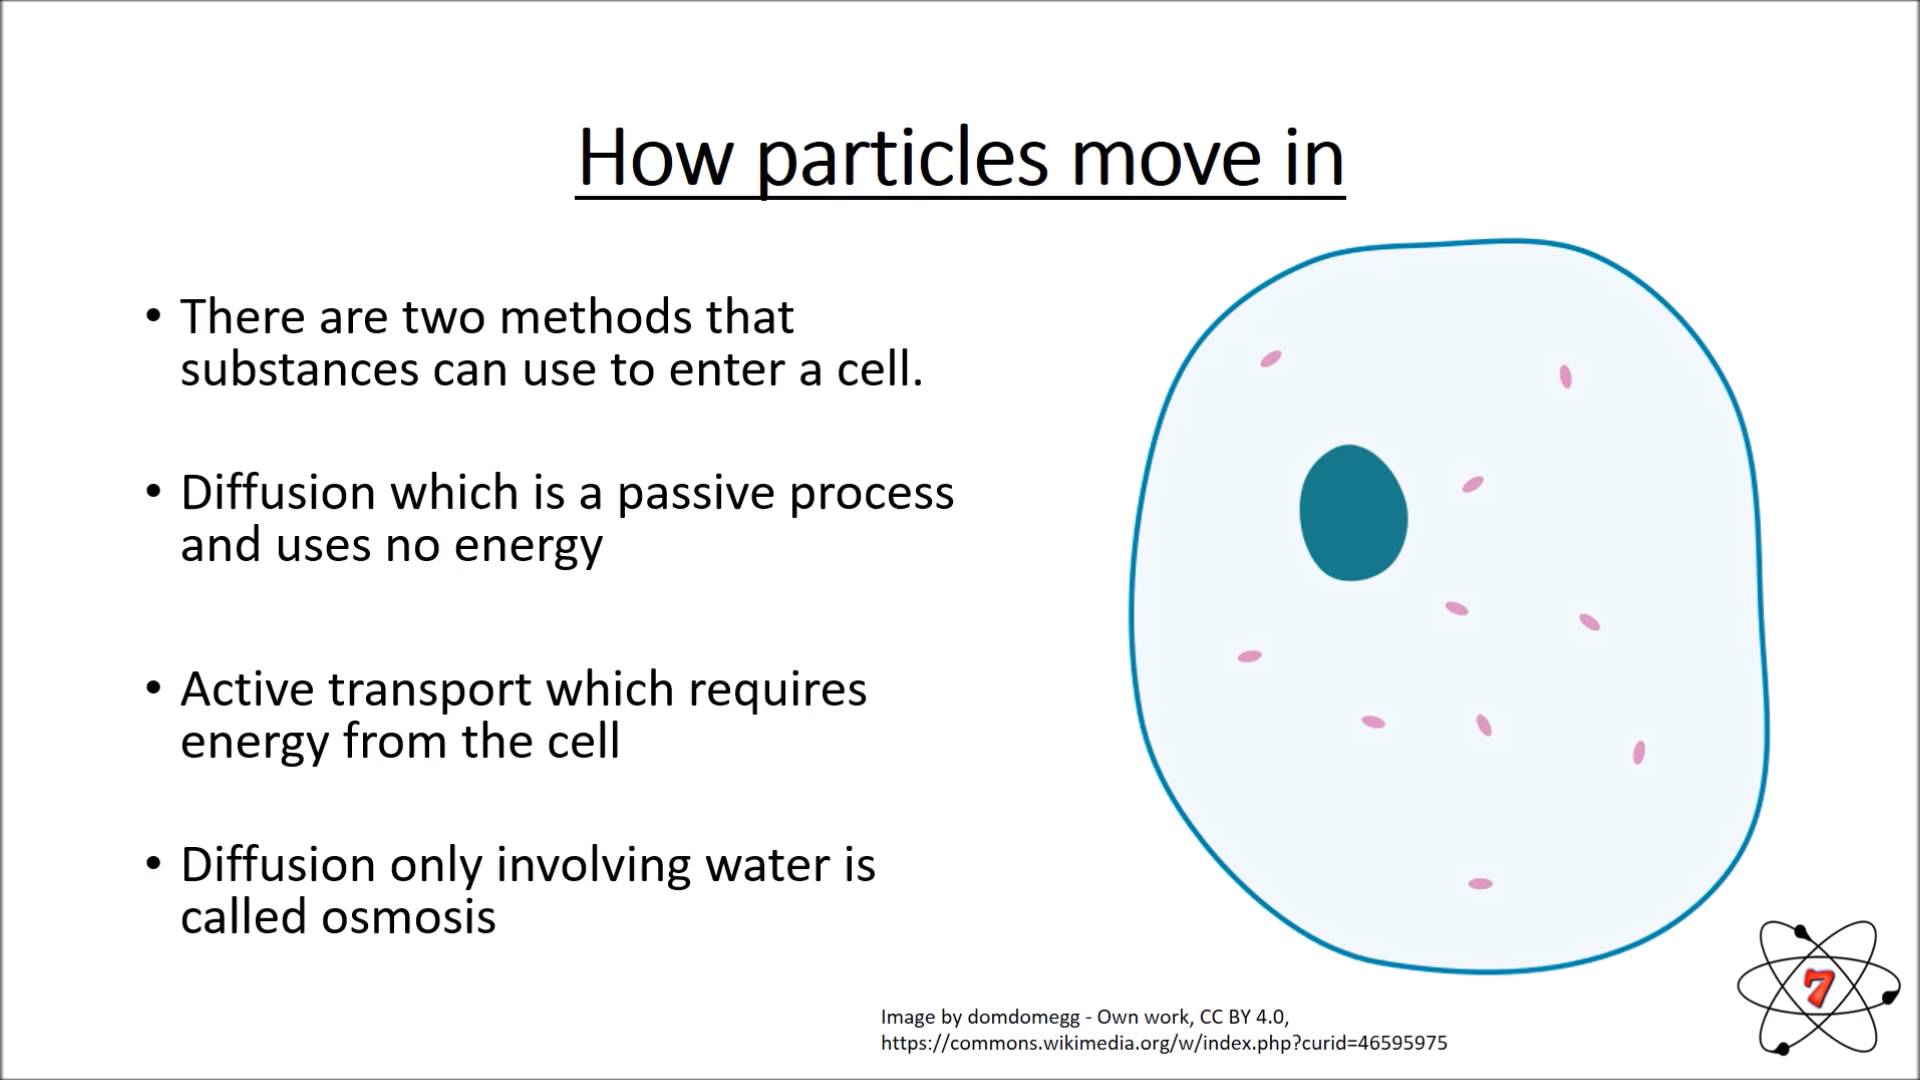 How particles move in
• There are two methods that
substances can use to enter a cell.
• Diffusion which is a passive process
and uses no energy
• Active transport which requires
energy from the cell
• Diffusion only involving water is
called osmosis
Image by domdomegg - Own work, CC BY 4.0,
https://commons.wikimedia.org/w/index.php?curid=46595975
7